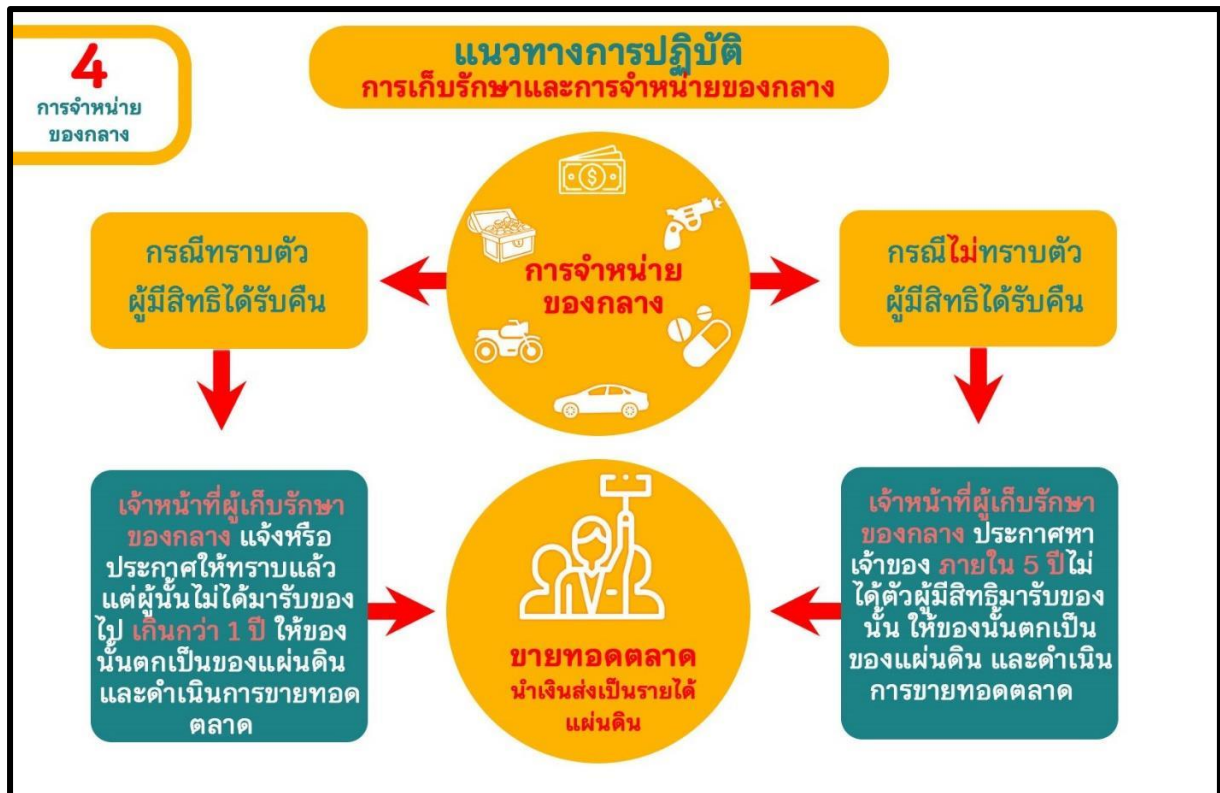 4
การจำหน่าย
ของกลาง
แนวทางการปฏิบัติ
การเก็บรักษาและการจำหน่ายของกลาง
กรณีทราบตัว
ผู้มีสิทธิได้รับคืน
การจำหน่าย
ของกลาง
กรณีไม่ทราบตัว
ผู้มีสิทธิได้รับคืน
เจ้าหน้าที่ผู้เก็บรักษา
ของกลาง แจ้งหรือ
ประกาศให้ทราบแล้ว
แต่ผู้นั้นไม่ได้มารับของ
ไป เกินกว่า 1 ปี ให้ของ
นั้นตกเป็นของแผ่นดิน
และดำเนินการขายทอด
ตลาด
ขายทอดตลาด
นำเงินส่งเป็นรายได้
แผ่นดิน
เจ้าหน้าที่ผู้เก็บรักษา
ของกลาง ประกาศหา
เจ้าของ ภายใน 5 ปีไม่
ได้ตัวผู้มีสิทธิมารับของ
นั้น ให้ของนั้นตกเป็น
ของแผ่นดิน และดำเนิน
การขายทอดตลาด